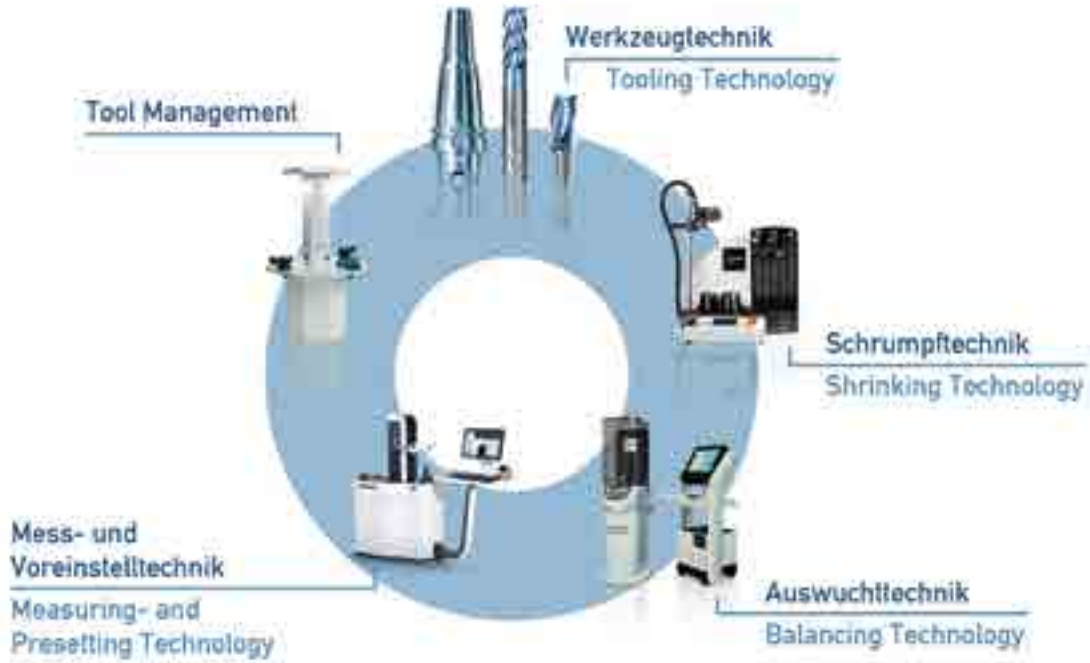 Werkzeugtechnik
Tooling Technology
Tool Management
Schrumpftechnik
Shrinking Technology
Mess- und
Voreinstelltechnik
Measuring- and
Presetting Technology
Auswuchttechnik
Balancing Technology